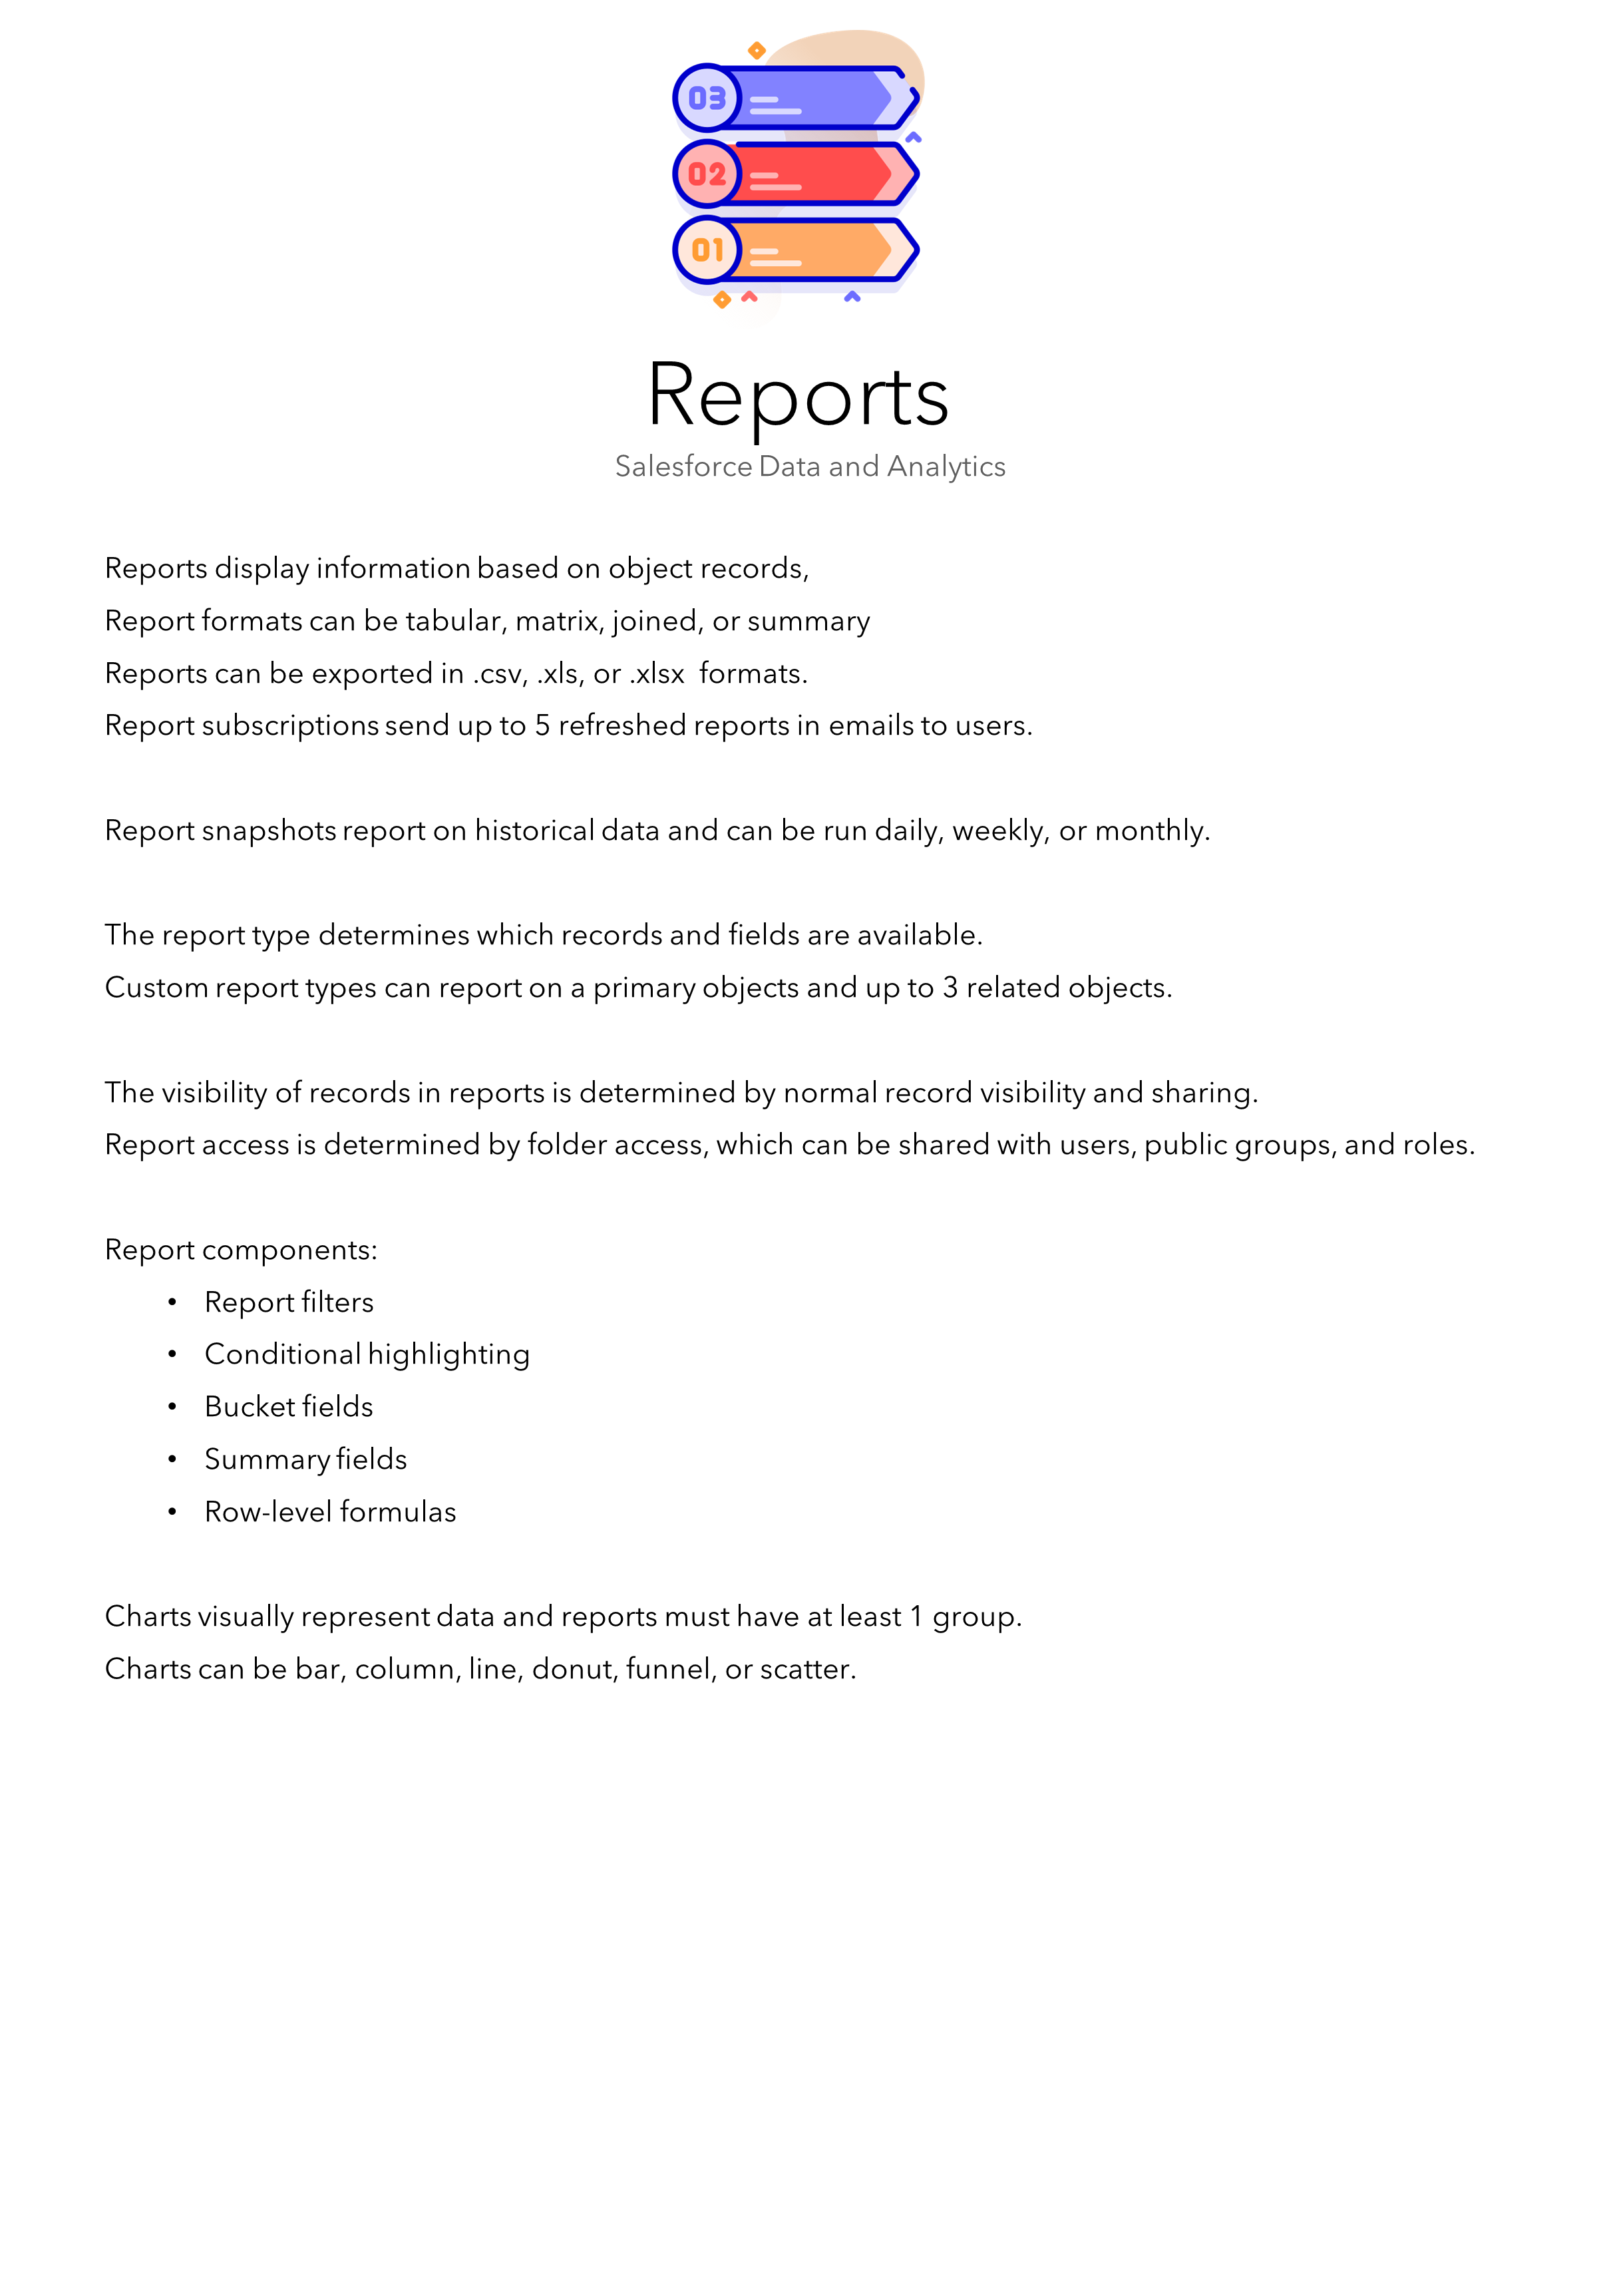 03
02
01
Reports
Salesforce Data and Analytics
Reports display information based on object records,
Report formats can be tabular, matrix, joined, or summary
Reports can be exported in .csv, .xls, or .xlsx  formats.
Report subscriptions send up to 5 refreshed reports in emails to users.
Report snapshots report on historical data and can be run daily, weekly, or monthly.
The report type determines which records and fields are available.
Custom report types can report on a primary objects and up to 3 related objects.
The visibility of records in reports is determined by normal record visibility and sharing.
Report access is determined by folder access, which can be shared with users, public groups, and roles.
Report components:
• Report filters
• Conditional highlighting
• Bucket fields
• Summary fields
• Row-level formulas
Charts visually represent data and reports must have at least 1 group.
Charts can be bar, column, line, donut, funnel, or scatter.